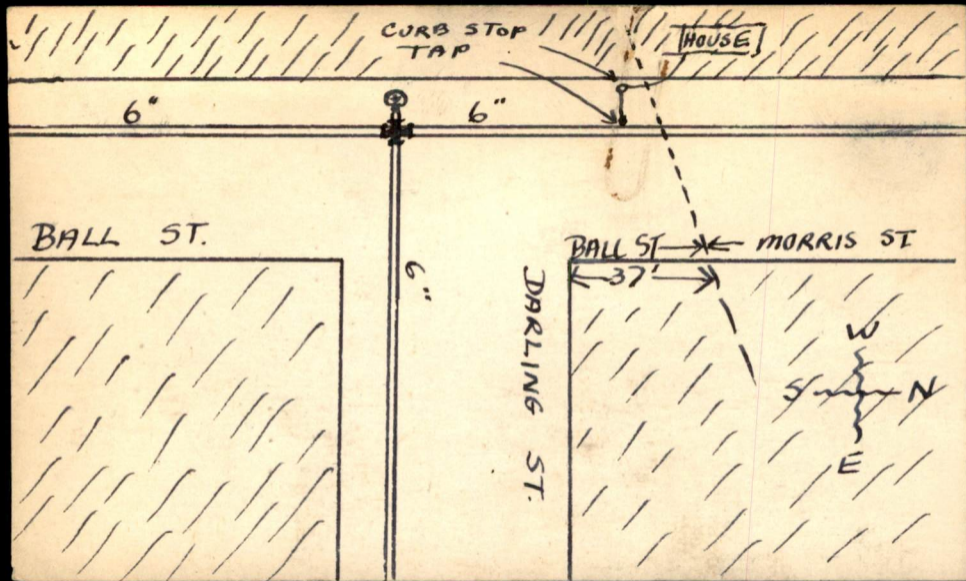 CURB STOP
TAP
HOUSE
6"
6"
BALL ST.
BALL ST
MORRIS ST
37'
6"
DARLING ST.
W
S N
E